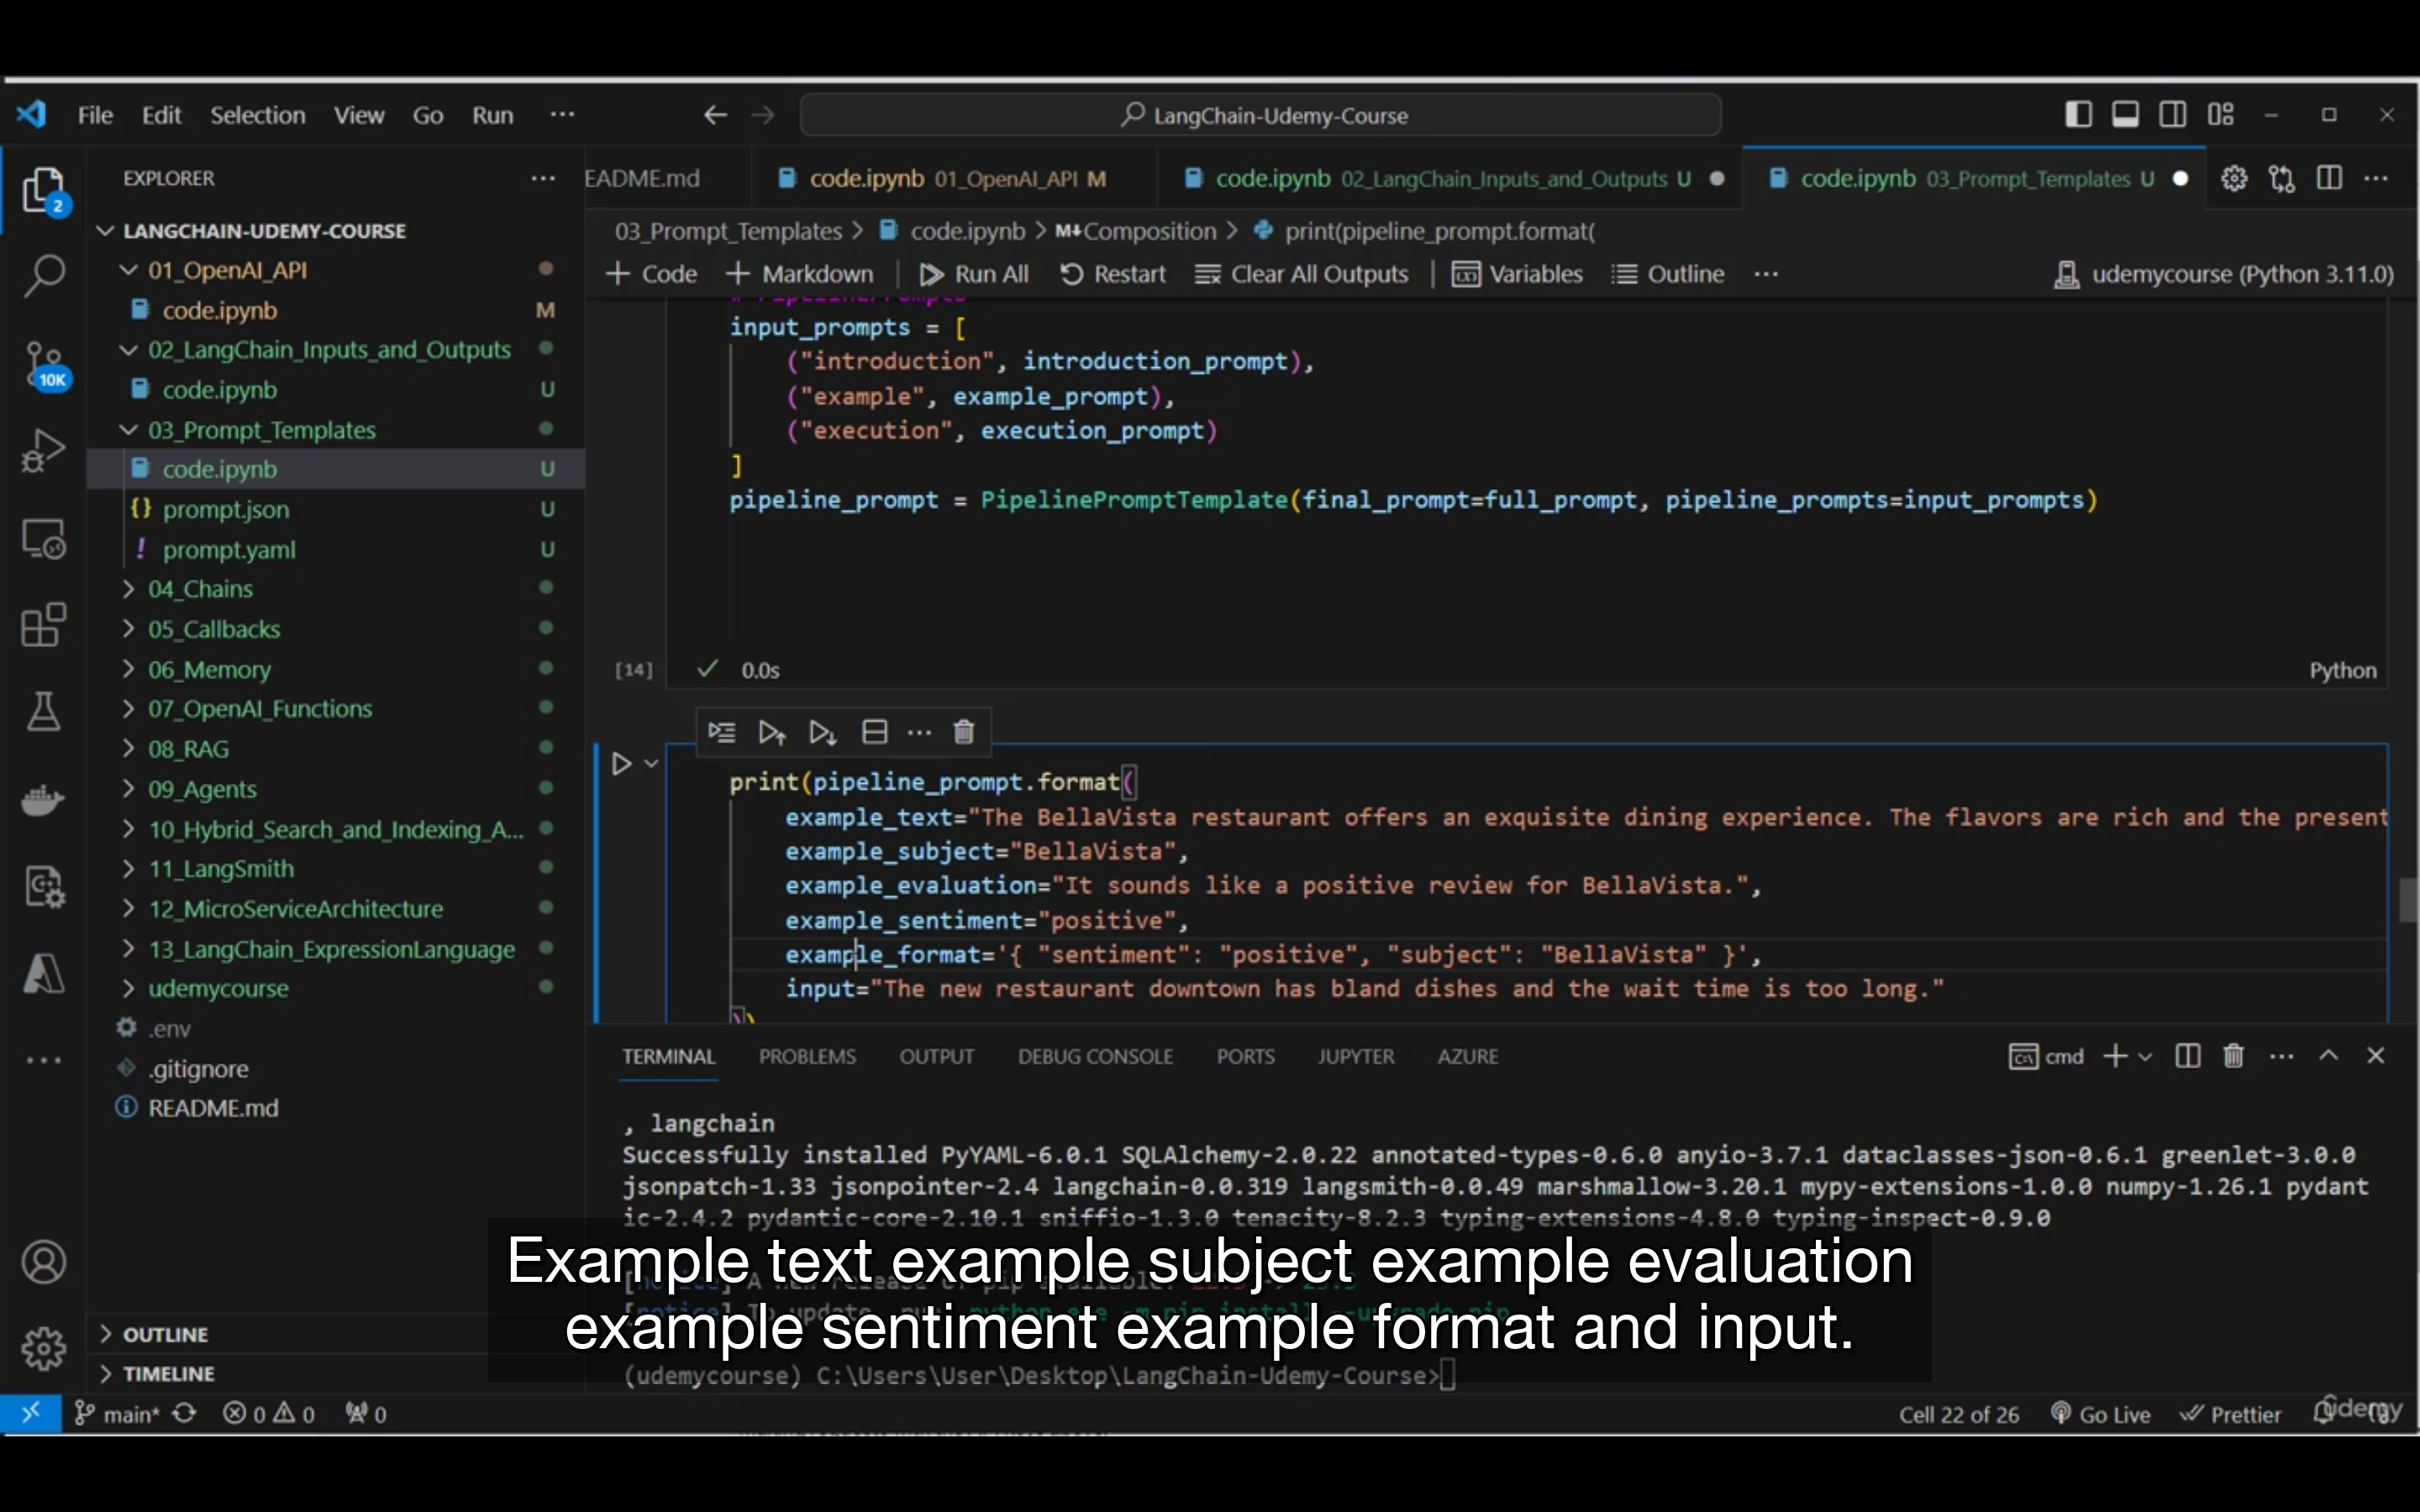 File Edit Selection View Go Run ··· LangChain-Udemy-Course
EXPLORER ···
EADME.md code.ipynb 01_OpenAI_API M code.ipynb 02_LangChain_Inputs_and_Outputs U code.ipynb 03_Prompt_Templates U ···
2
10K
LANGCHAIN-UDEMY-COURSE
01_OpenAI_API
code.ipynb M
02_LangChain_Inputs_and_Outputs
code.ipynb U
03_Prompt_Templates
code.ipynb U
{} prompt.json U
! prompt.yaml U
04_Chains
05_Callbacks
06_Memory
07_OpenAI_Functions
08_RAG
09_Agents
10_Hybrid_Search_and_Indexing_A...
11_LangSmith
12_MicroServiceArchitecture
13_LangChain_ExpressionLanguage
udemycourse
.env
.gitignore
README.md
OUTLINE
TIMELINE
03_Prompt_Templates > code.ipynb > M↓Composition > print(pipeline_prompt.format(
+ Code + Markdown Run All Restart Clear All Outputs Variables Outline ··· udemycourse (Python 3.11.0)
# PipelinePrompts
input_prompts = [
("introduction", introduction_prompt),
("example", example_prompt),
("execution", execution_prompt)
]
pipeline_prompt = PipelinePromptTemplate(final_prompt=full_prompt, pipeline_prompts=input_prompts)
[14] 0.0s Python
print(pipeline_prompt.format(
example_text="The BellaVista restaurant offers an exquisite dining experience. The flavors are rich and the present
example_subject="BellaVista",
example_evaluation="It sounds like a positive review for BellaVista.",
example_sentiment="positive",
example_format='{ "sentiment": "positive", "subject": "BellaVista" }',
input="The new restaurant downtown has bland dishes and the wait time is too long."
))
TERMINAL PROBLEMS OUTPUT DEBUG CONSOLE PORTS JUPYTER AZURE cmd
, langchain
Successfully installed PyYAML-6.0.1 SQLAlchemy-2.0.22 annotated-types-0.6.0 anyio-3.7.1 dataclasses-json-0.6.1 greenlet-3.0.0
jsonpatch-1.33 jsonpointer-2.4 langchain-0.0.319 langsmith-0.0.49 marshmallow-3.20.1 mypy-extensions-1.0.0 numpy-1.26.1 pydant
ic-2.4.2 pydantic-core-2.10.1 sniffio-1.3.0 tenacity-8.2.3 typing-extensions-4.8.0 typing-inspect-0.9.0
Example text example subject example evaluation
example sentiment example format and input.
(udemycourse) C:\Users\User\Desktop\LangChain-Udemy-Course>
main* 0 0 0 Cell 22 of 26 Go Live Prettier
Udemy